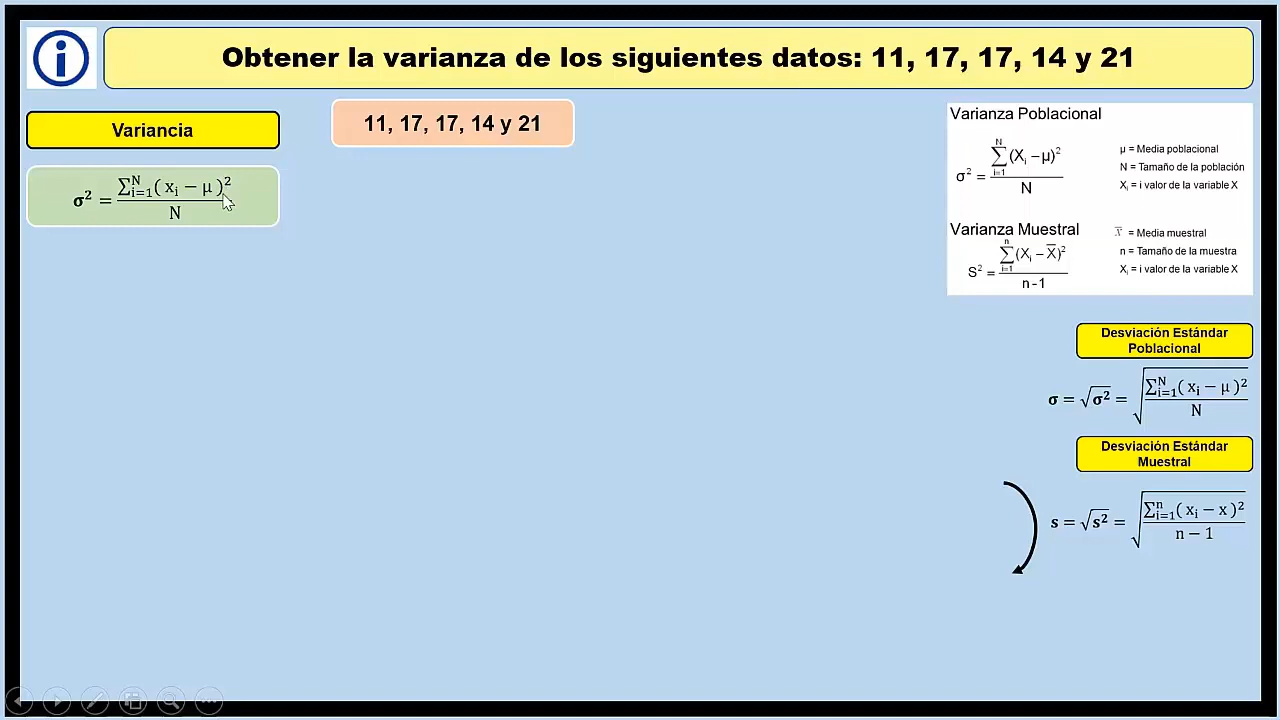 Obtener la varianza de los siguientes datos: 11, 17, 17, 14 y 21
Variancia
11, 17, 17, 14 y 21
σ² = ∑ᴺᵢ₌₁( xᵢ − μ )² / N
Varianza Poblacional
σ² = ∑ᴺᵢ₌₁(Xᵢ − μ)² / N
μ = Media poblacional
N = Tamaño de la población
Xᵢ = i valor de la variable X
Varianza Muestral
S² = ∑ⁿᵢ₌₁(Xᵢ − X̅)² / n - 1
X̅ = Media muestral
n = Tamaño de la muestra
Xᵢ = i valor de la variable X
Desviación Estándar
Poblacional
σ = √σ² = √(∑ᴺᵢ₌₁( xᵢ − μ )² / N)
Desviación Estándar
Muestral
s = √s² = √(∑ⁿᵢ₌₁( xᵢ − x )² / n − 1)